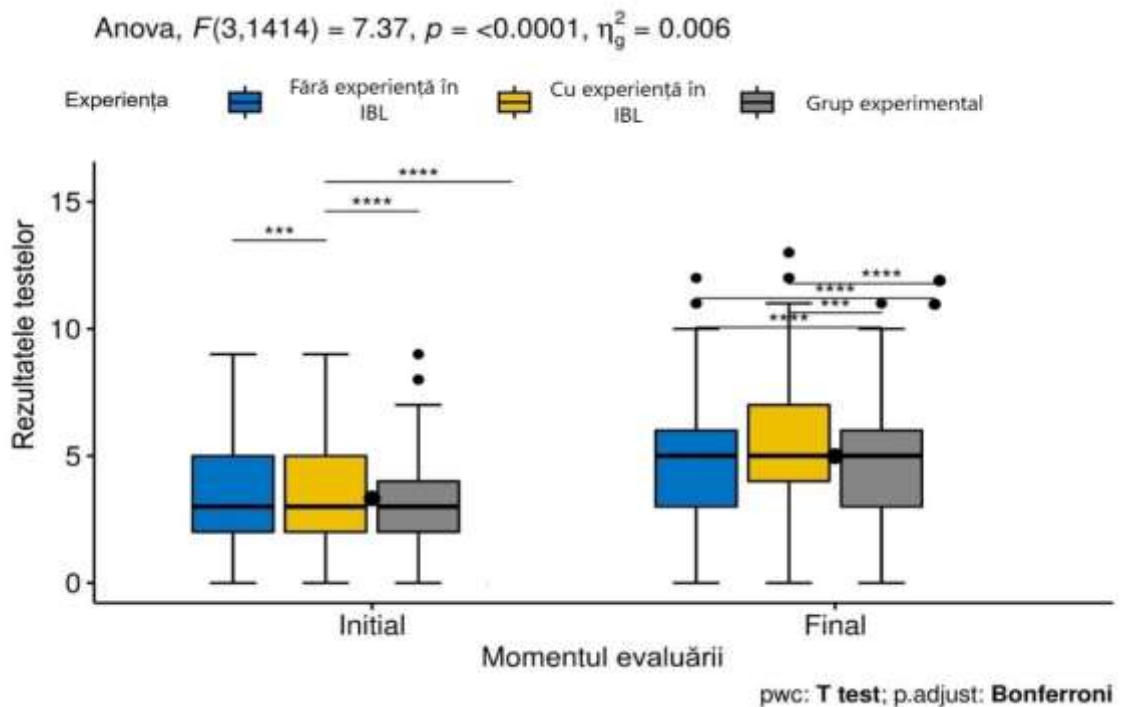 Anova, F(3,1414) = 7.37, p = <0.0001, η²g = 0.006
Experiența
Fără experiență în
IBL
Cu experiență în
IBL
Grup experimental
****
****
***
****
****
***
****
15
10
5
0
Rezultatele testelor
Initial
Final
Momentul evaluării
pwc: T test; p.adjust: Bonferroni